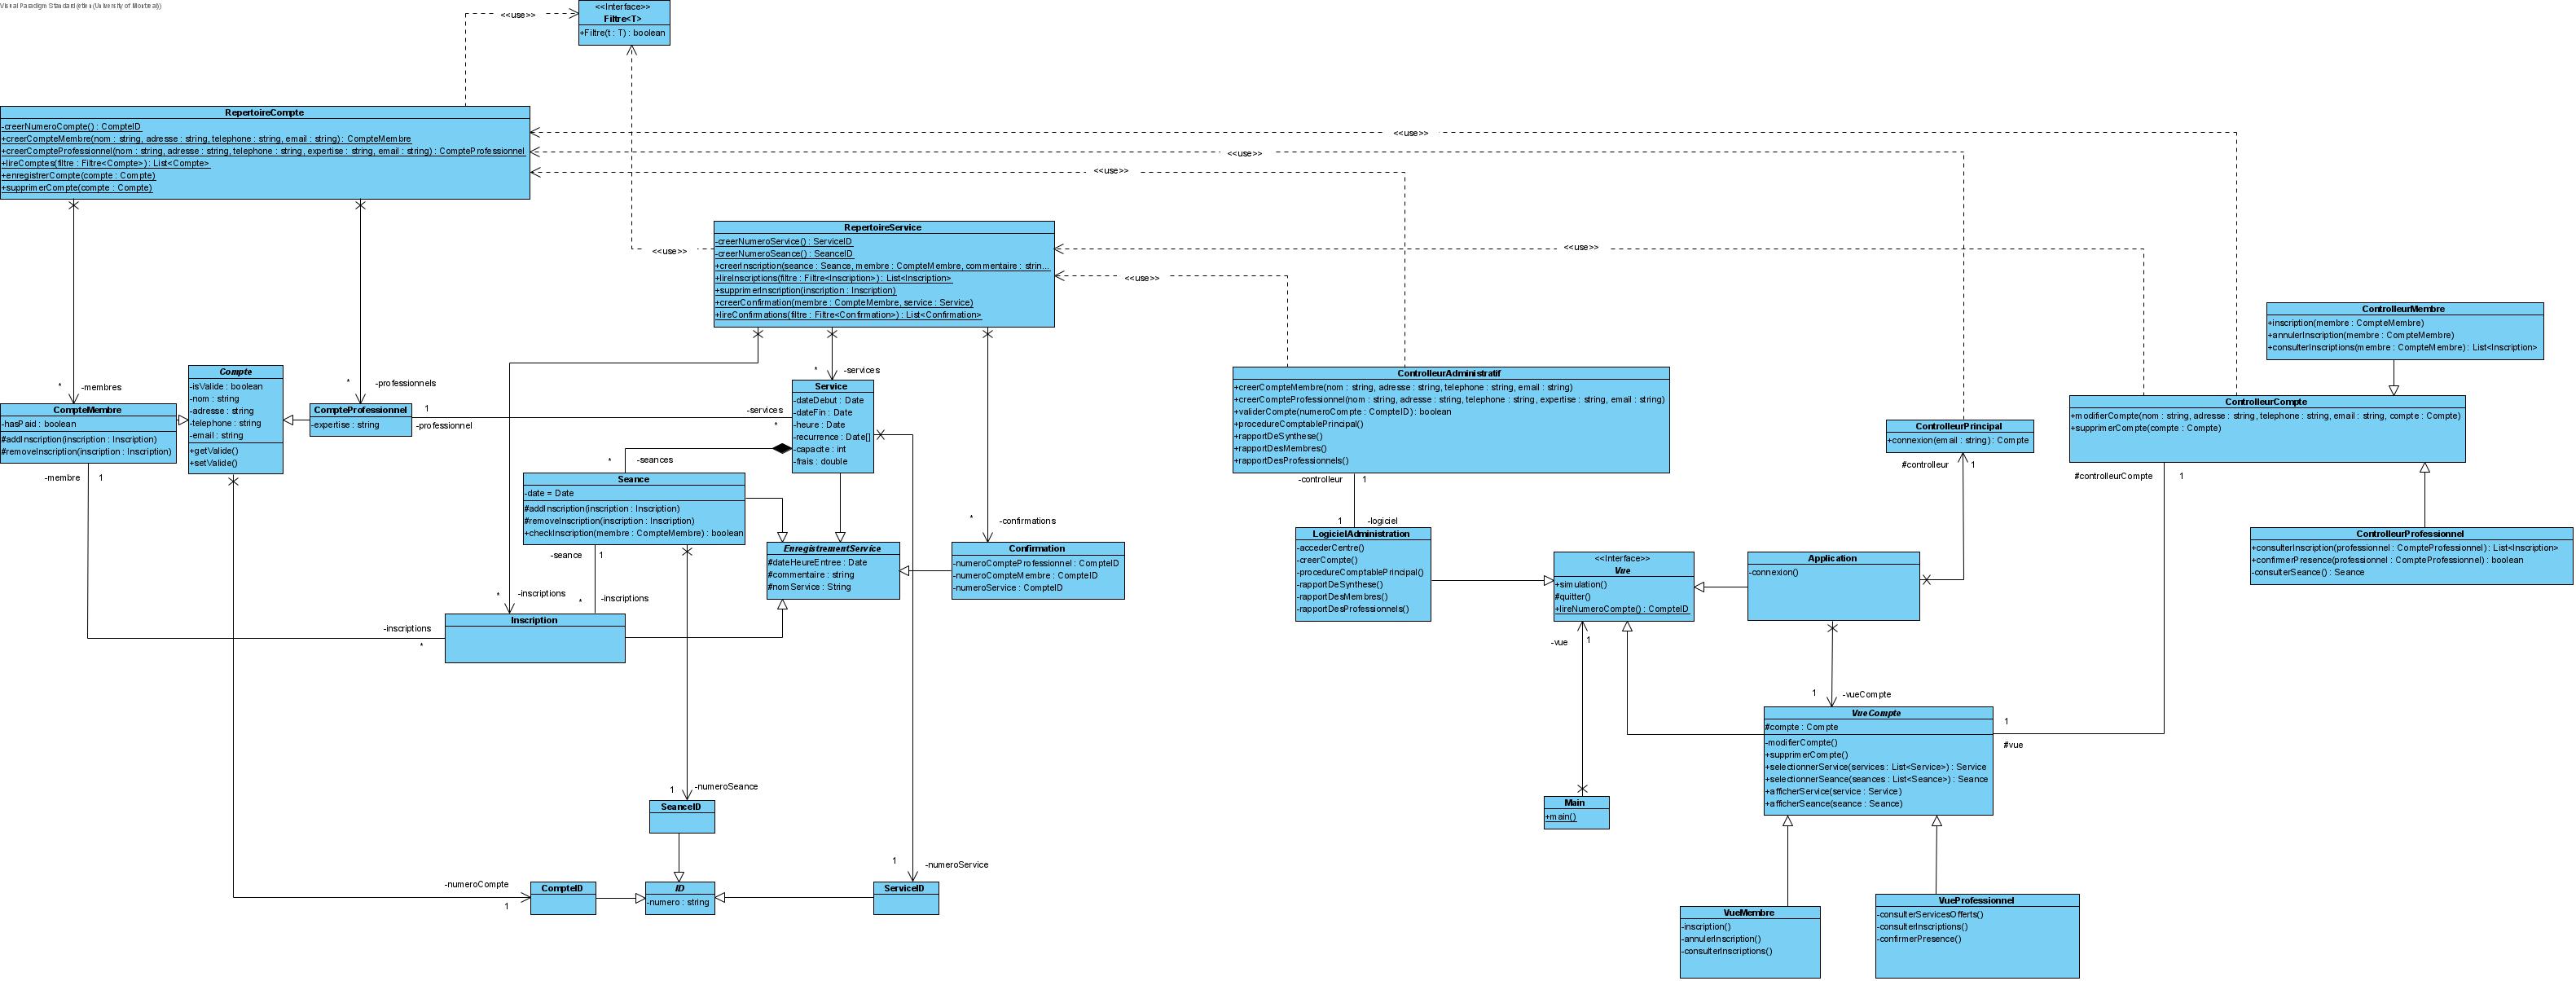 Visual Paradigm Standard(etieu(University of Montreal))
<<Interface>>
Filtre<T>
+Filtre(t : T) : boolean
<<use>>
RepertoireCompte
-creerNumeroCompte() : CompteID
+creerCompteMembre(nom : string, adresse : string, telephone : string, email : string) : CompteMembre
+creerCompteProfessionnel(nom : string, adresse : string, telephone : string, expertise : string, email : string) : CompteProfessionnel
+lireComptes(filtre : Filtre<Compte>) : List<Compte>
+enregistrerCompte(compte : Compte)
+supprimerCompte(compte : Compte)
<<use>>
<<use>>
<<use>>
RepertoireService
-creerNumeroService() : ServiceID
-creerNumeroSeance() : SeanceID
+creerInscription(seance : Seance, membre : CompteMembre, commentaire : strin...
+lireInscriptions(filtre : Filtre<Inscription>) : List<Inscription>
+supprimerInscription(inscription : Inscription)
+creerConfirmation(membre : CompteMembre, service : Service)
+lireConfirmations(filtre : Filtre<Confirmation>) : List<Confirmation>
<<use>>
<<use>>
<<use>>
ControlleurMembre
+inscription(membre : CompteMembre)
+annulerInscription(membre : CompteMembre)
+consulterInscriptions(membre : CompteMembre) : List<Inscription>
* -membres
* -professionnels
* -services
Compte
-isValide : boolean
-nom : string
-adresse : string
-telephone : string
-email : string
+getValide()
+setValide()
CompteMembre
-hasPaid : boolean
#addInscription(inscription : Inscription)
#removeInscription(inscription : Inscription)
CompteProfessionnel
-expertise : string
1
-professionnel
-services
*
Service
-dateDebut : Date
-dateFin : Date
-heure : Date
-recurrence : Date[]
-capacite : int
-frais : double
ControlleurAdministratif
+creerCompteMembre(nom : string, adresse : string, telephone : string, email : string)
+creerCompteProfessionnel(nom : string, adresse : string, telephone : string, expertise : string, email : string)
+validerCompte(numeroCompte : CompteID) : boolean
+procedureComptablePrincipal()
+rapportDeSynthese()
+rapportDesMembres()
+rapportDesProfessionnels()
ControlleurPrincipal
+connexion(email : string) : Compte
ControlleurCompte
+modifierCompte(nom : string, adresse : string, telephone : string, email : string, compte : Compte)
+supprimerCompte(compte : Compte)
* -seances
-membre 1
Seance
-date = Date
#addInscription(inscription : Inscription)
#removeInscription(inscription : Inscription)
+checkInscription(membre : CompteMembre) : boolean
-seance 1
* -confirmations
-controlleur 1
1 -logiciel
#controlleur 1
#controlleurCompte 1
EnregistrementService
#dateHeureEntree : Date
#commentaire : string
#nomService : String
Confirmation
-numeroCompteProfessionnel : CompteID
-numeroCompteMembre : CompteID
-numeroService : CompteID
LogicielAdministration
-accederCentre()
-creerCompte()
-procedureComptablePrincipal()
-rapportDeSynthese()
-rapportDesMembres()
-rapportDesProfessionnels()
<<Interface>>
Vue
+simulation()
#quitter()
+lireNumeroCompte() : CompteID
Application
-connexion()
ControlleurProfessionnel
+consulterInscription(professionnel : CompteProfessionnel) : List<Inscription>
+confirmerPresence(professionnel : CompteProfessionnel) : boolean
-consulterSeance() : Seance
* -inscriptions
* -inscriptions
-inscriptions
*
Inscription
-vue 1
1 -vueCompte
VueCompte
#compte : Compte
-modifierCompte()
+supprimerCompte()
+selectionnerService(services : List<Service>) : Service
+selectionnerSeance(seances : List<Seance>) : Seance
+afficherService(service : Service)
+afficherSeance(seance : Seance)
1
#vue
1 -numeroSeance
SeanceID
Main
+main()
1 -numeroService
-numeroCompte
1
CompteID
ID
-numero : string
ServiceID
VueMembre
-inscription()
-annulerInscription()
-consulterInscriptions()
VueProfessionnel
-consulterServicesOfferts()
-consulterInscriptions()
-confirmerPresence()